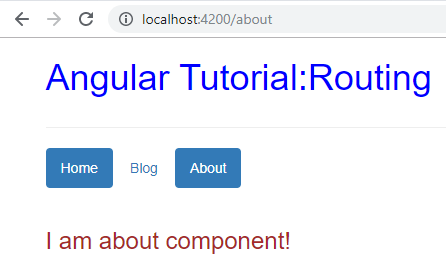 localhost:4200/about
Angular Tutorial:Routing
Home Blog About
I am about component!